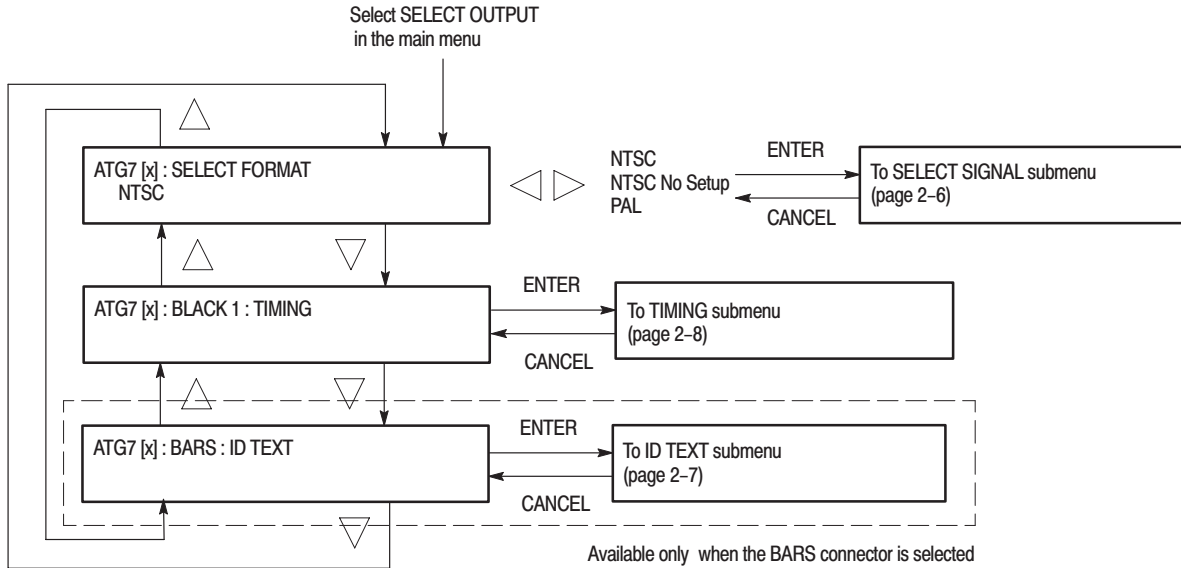 Select SELECT OUTPUT
in the main menu
ATG7 [x] : SELECT FORMAT
NTSC
NTSC
NTSC No Setup
PAL
ENTER
CANCEL
To SELECT SIGNAL submenu
(page 2–6)
ATG7 [x] : BLACK 1 : TIMING
ENTER
CANCEL
To TIMING submenu
(page 2–8)
ATG7 [x] : BARS : ID TEXT
ENTER
CANCEL
To ID TEXT submenu
(page 2–7)
Available only when the BARS connector is selected